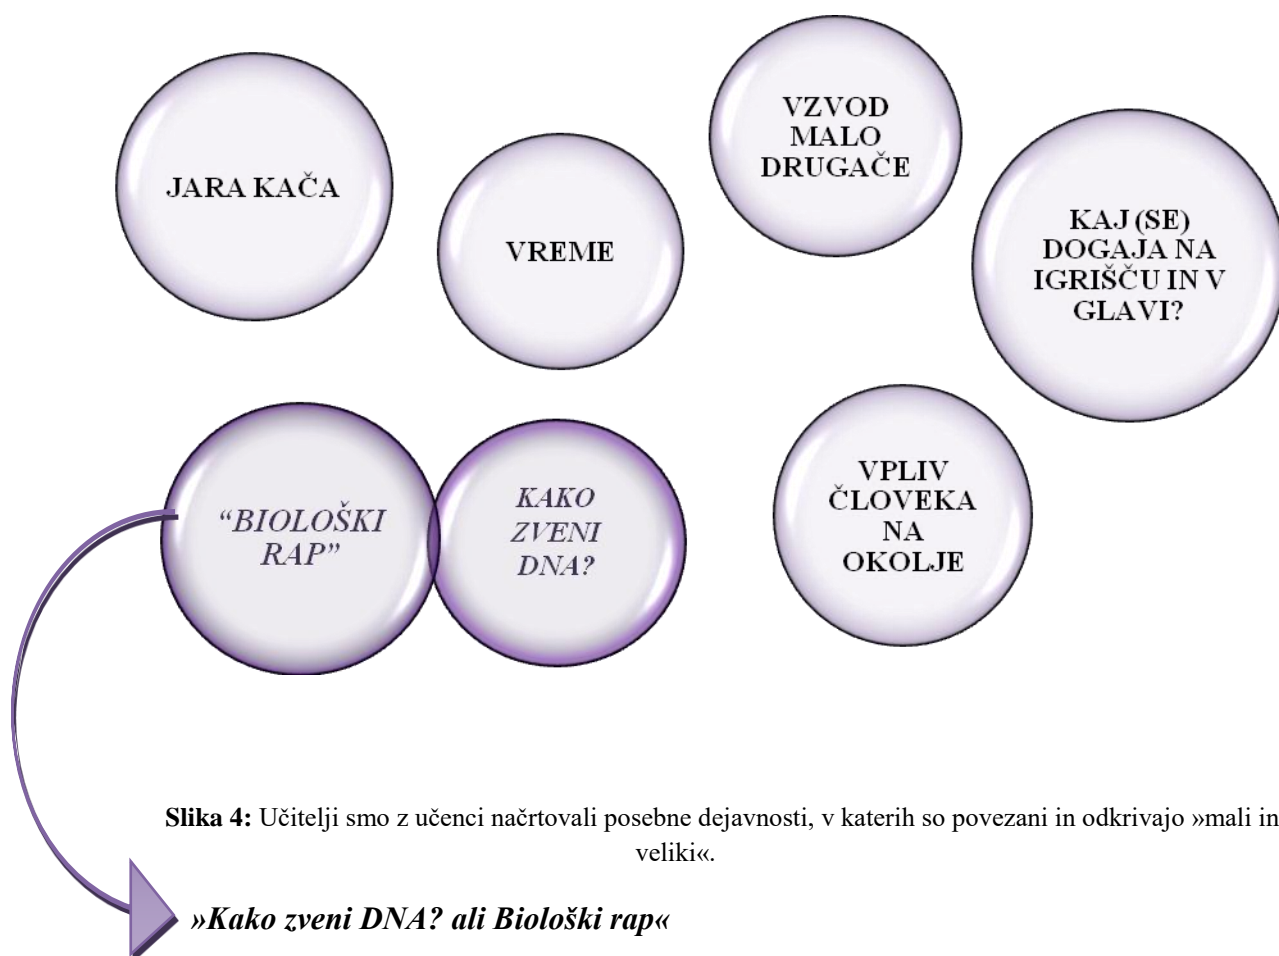 JARA KAČA
VREME
VZVOD
MALO
DRUGAČE
KAJ (SE)
DOGAJA NA
IGRIŠČU IN V
GLAVI?
“BIOLOŠKI
RAP”
KAKO
ZVENI
DNA?
VPLIV
ČLOVEKA
NA
OKOLJE
Slika 4: Učitelji smo z učenci načrtovali posebne dejavnosti, v katerih so povezani in odkrivajo »mali in
veliki«.
»Kako zveni DNA? ali Biološki rap«